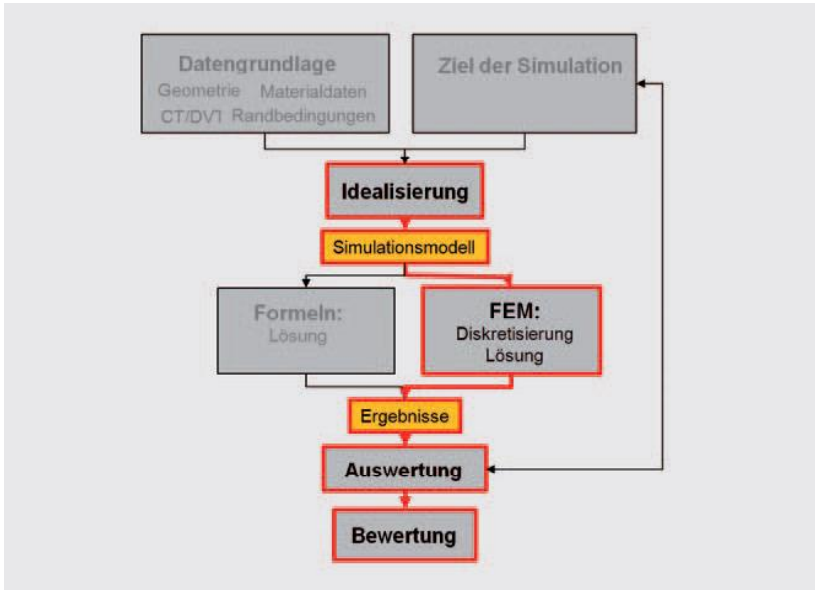 Datengrundlage
Geometrie Materialdaten
CT/DVT Randbedingungen
Ziel der Simulation
Idealisierung
Simulationsmodell
Formeln:
Lösung
FEM:
Diskretisierung
Lösung
Ergebnisse
Auswertung
Bewertung